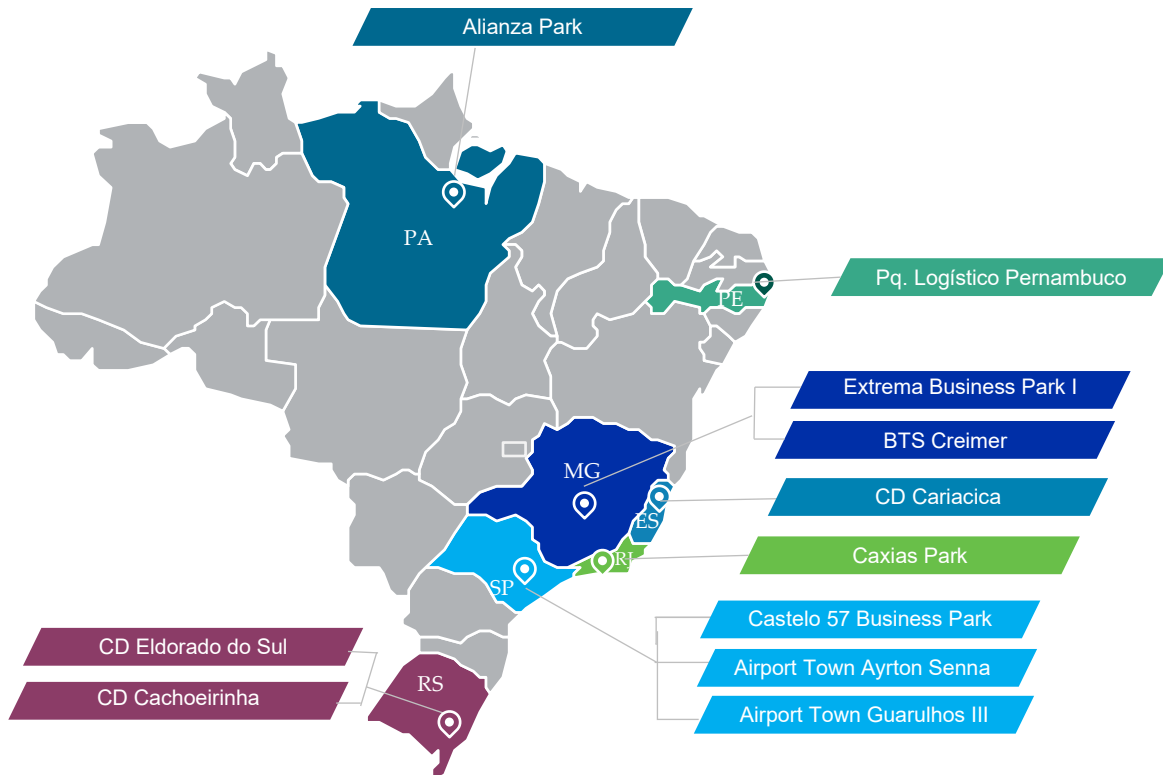 Alianza Park
PA
Pq. Logístico Pernambuco
PE
Extrema Business Park I
BTS Creimer
MG
CD Cariacica
ES
Caxias Park
RJ
SP
Castelo 57 Business Park
Airport Town Ayrton Senna
Airport Town Guarulhos III
CD Eldorado do Sul
CD Cachoeirinha
RS